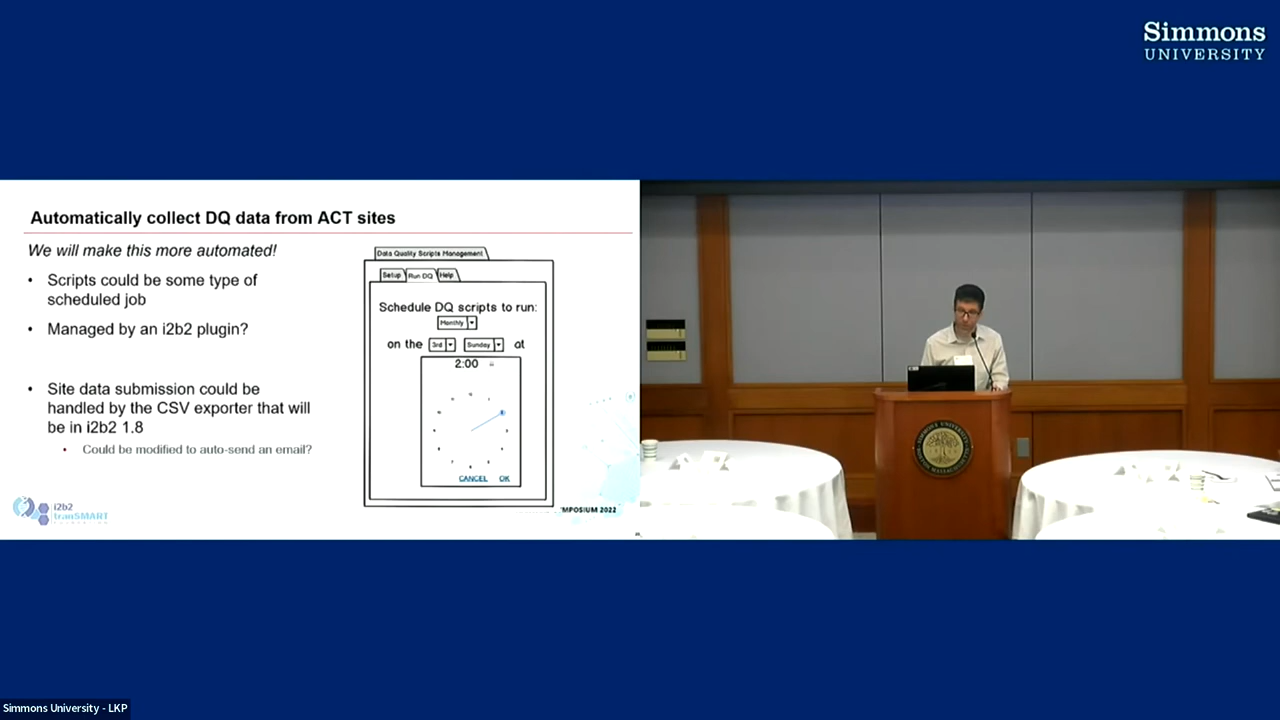 Simmons
UNIVERSITY
Automatically collect DQ data from ACT sites
We will make this more automated!
• Scripts could be some type of
scheduled job
• Managed by an i2b2 plugin?
• Site data submission could be
handled by the CSV exporter that will
be in i2b2 1.8
• Could be modified to auto-send an email?
Data Quality Scripts Management
Setup Run DQ Help
Schedule DQ scripts to run:
Monthly
on the 3rd Sunday at
2:00
CANCEL OK
i2b2
tranSMART
MPOSIUM 2022
Simmons University - LKP